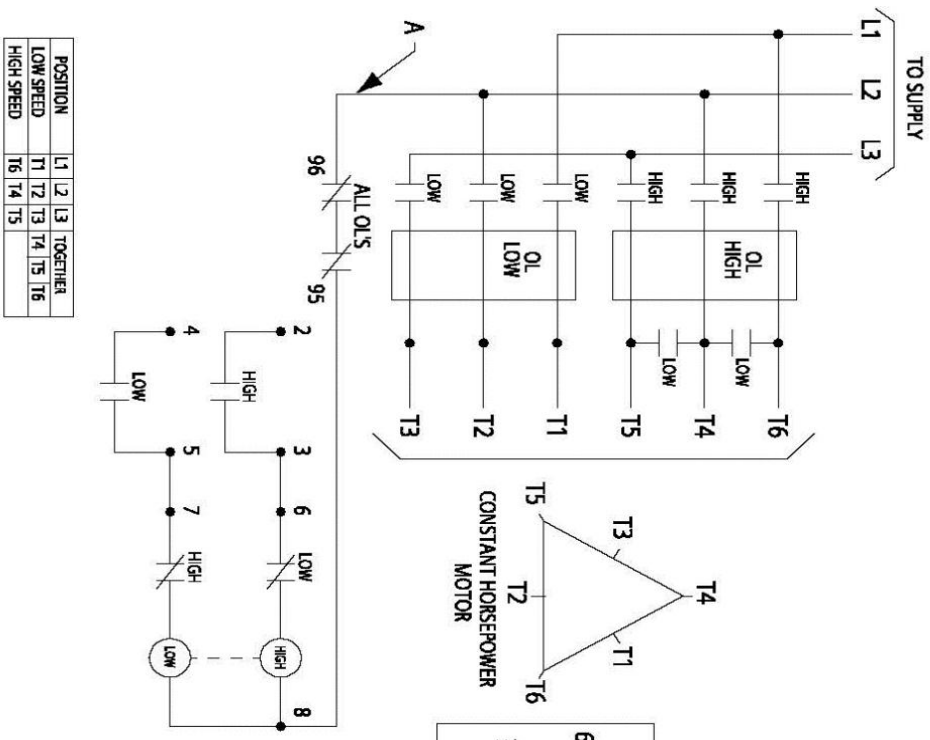 TO SUPPLY
L1
L2
L3
HIGH
HIGH
HIGH
LOW
LOW
LOW
OL
HIGH
OL
LOW
LOW
LOW
T6
T4
T5
T1
T2
T3
T4
T3
T1
T5
T2
T6
CONSTANT HORSEPOWER
MOTOR
A
ALL OL'S
96
95
2
3
6
8
HIGH
LOW
HIGH
4
5
7
LOW
HIGH
LOW
POSITION L1 L2 L3 TOGETHER
LOW SPEED T1 T2 T3 T4 T5 T6
HIGH SPEED T6 T4 T5